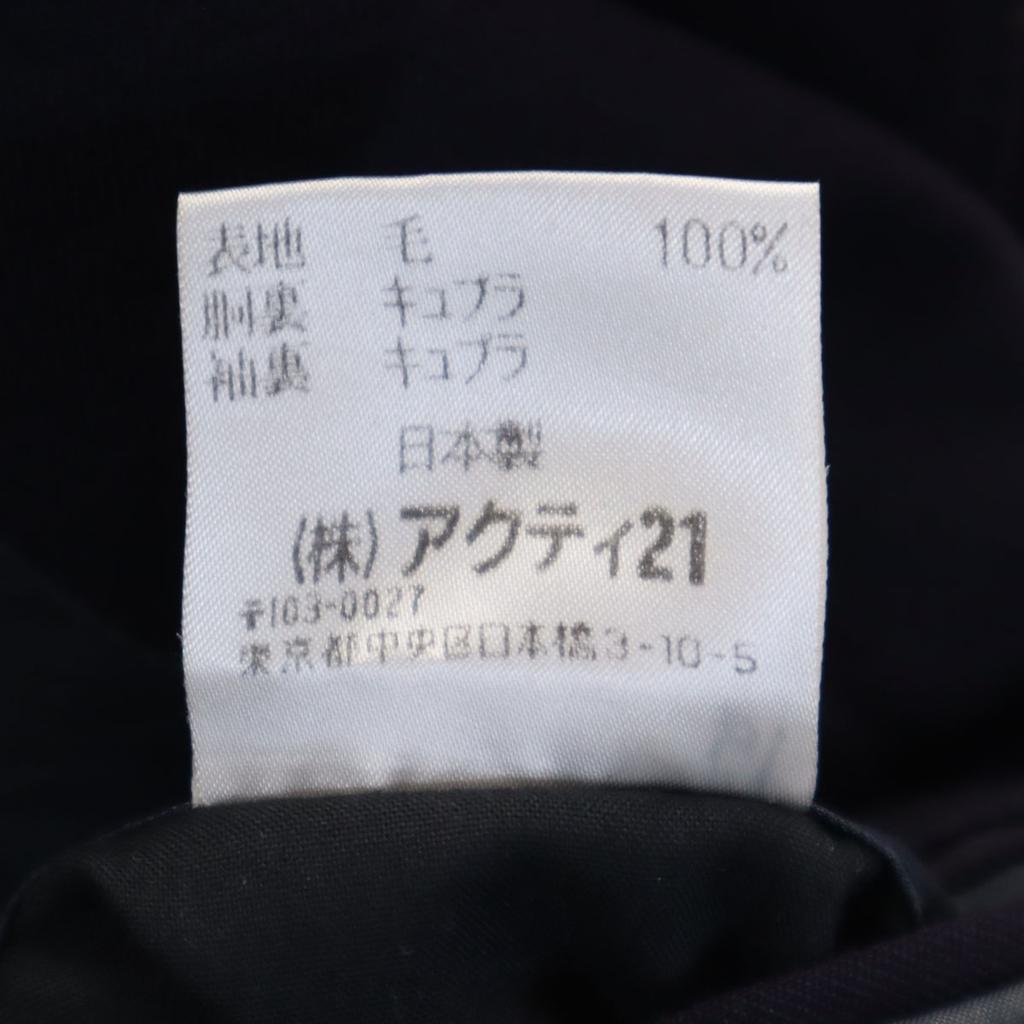 表地 毛 100%
胴裏 キュプラ
袖裏 キュプラ
日本製
(株)アクティ21
〒103-0027
東京都中央区日本橋3-10-5